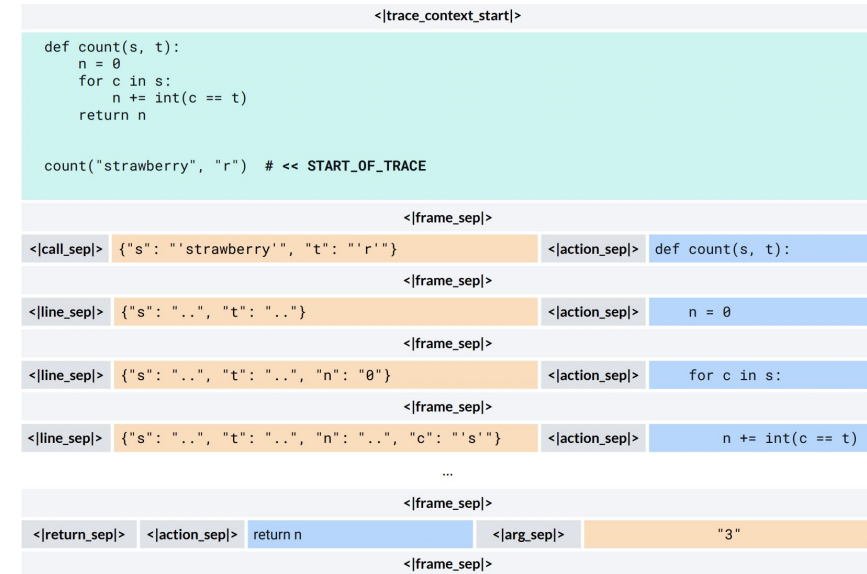 <|trace_context_start|>
def count(s, t):
    n = 0
    for c in s:
        n += int(c == t)
    return n
count("strawberry", "r")  # << START_OF_TRACE
<|frame_sep|>
<|call_sep|> {"s": "'strawberry'", "t": "'r'"} <|action_sep|> def count(s, t):
<|frame_sep|>
<|line_sep|> {"s": "..", "t": ".."} <|action_sep|>     n = 0
<|frame_sep|>
<|line_sep|> {"s": "..", "t": "..", "n": "0"} <|action_sep|>     for c in s:
<|frame_sep|>
<|line_sep|> {"s": "..", "t": "..", "n": "..", "c": "'s'"} <|action_sep|>         n += int(c == t)
...
<|frame_sep|>
<|return_sep|> <|action_sep|> return n <|arg_sep|> "3"
<|frame_sep|>